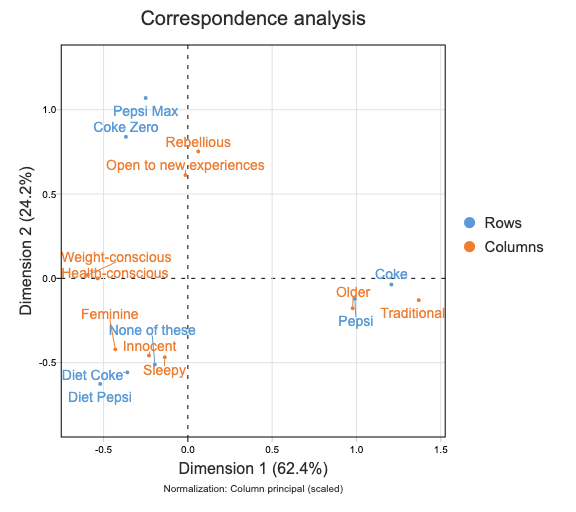 Correspondence analysis
Pepsi Max
Coke Zero
1.0
Rebellious
Open to new experiences
0.5
Rows
Columns
Weight-conscious
Health-conscious
0.0
Coke
Older
Traditional
Pepsi
Feminine
None of these
Innocent
-0.5
Sleepy
Diet Coke
Diet Pepsi
Dimension 2 (24.2%)
-0.5 0.0 0.5 1.0 1.5
Dimension 1 (62.4%)
Normalization: Column principal (scaled)